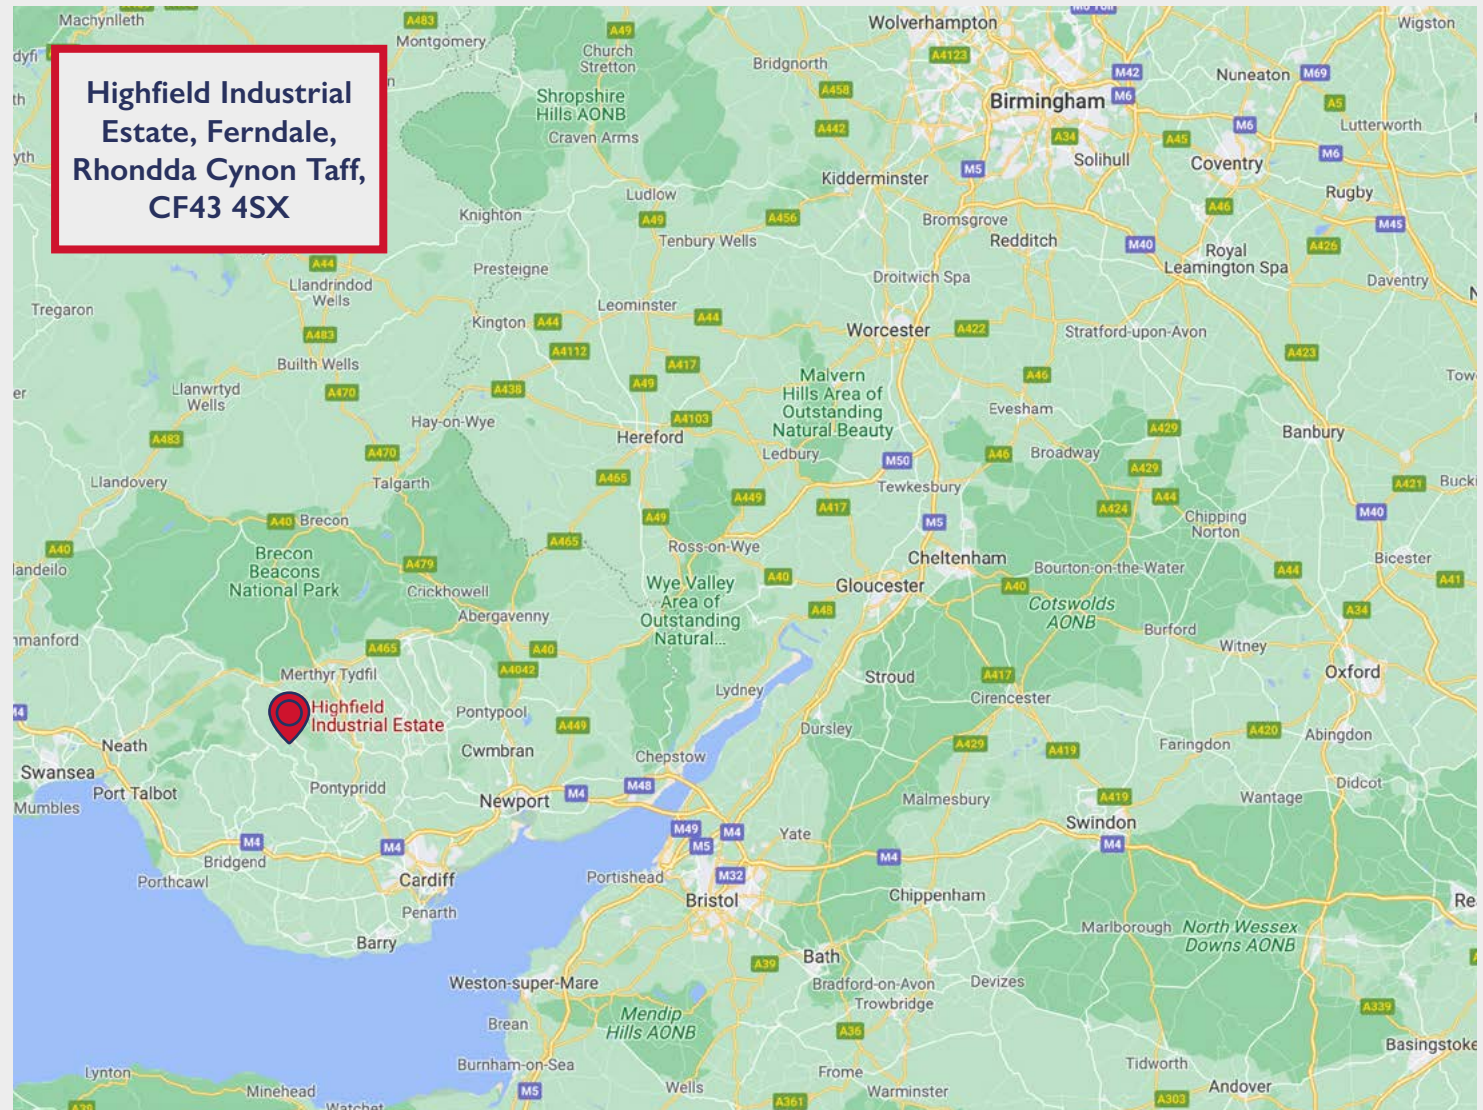 Highfield Industrial
Estate, Ferndale,
Rhondda Cynon Taff,
CF43 4SX
Machynlleth
A483
Montgomery
A49
Church
Stretton
Bridgnorth
Wolverhampton
A4123
M42
M6
Nuneaton
M69
Wigston
dyfi
Shropshire
Hills AONB
Craven Arms
A458
A442
Birmingham
A34
Solihull
A45
M6
Coventry
A5
Lutterworth
M6
Rugby
Kidderminster
M5
Ludlow
Knighton
A49
A456
Tenbury Wells
Bromsgrove
Redditch
A46
M40
Royal
Leamington Spa
A426
M45
Daventry
A44
Llandrindod
Wells
Presteigne
Droitwich Spa
Tregaron
Leominster
Kington
A44
A44
Worcester
A422
Stratford-upon-Avon
A483
A4112
A423
Builth Wells
A417
A49
A438
Malvern
Hills Area of
Outstanding
Natural Beauty
A46
Evesham
Llanwrtyd
Wells
A470
Hay-on-Wye
A4103
Hereford
Ledbury
A429
Banbury
A483
A470
M50
A46
Broadway
A429
Llandovery
Talgarth
A465
A449
Tewkesbury
A44
A421
A417
A424
M40
A40
Brecon
A49
M5
Chipping
Norton
A40
A465
Ross-on-Wye
Cheltenham
Bicester
Brecon
Beacons
National Park
A479
Crickhowell
Wye Valley
Area of
Outstanding
Natural...
A40
Gloucester
A40
Bourton-on-the-Water
A44
A41
Abergavenny
A48
Cotswolds
AONB
A34
Burford
Witney
A465
A40
A4042
Merthyr Tydfil
Stroud
A417
Cirencester
Oxford
Highfield
Industrial Estate
Pontypool
A449
Lydney
Dursley
M4
Neath
Cwmbran
Chepstow
A429
A419
Faringdon
A420
Abingdon
Swansea
Port Talbot
Mumbles
Pontypridd
Newport
M4
M48
Malmesbury
A419
Wantage
Didcot
M4
Bridgend
M4
M49
M4
M5
Yate
Swindon
M4
M4
Porthcawl
Cardiff
Portishead
M32
Bristol
Chippenham
Penarth
Barry
Marlborough
North Wessex
Downs AONB
Weston-super-Mare
A39
Bath
Bradford-on-Avon
Trowbridge
Devizes
Brean
Mendip
Hills AONB
A36
A339
Basingstoke
Burnham-on-Sea
Lynton
Minehead
Watchet
M5
Wells
A361
Frome
Warminster
Tidworth
A303
Andover